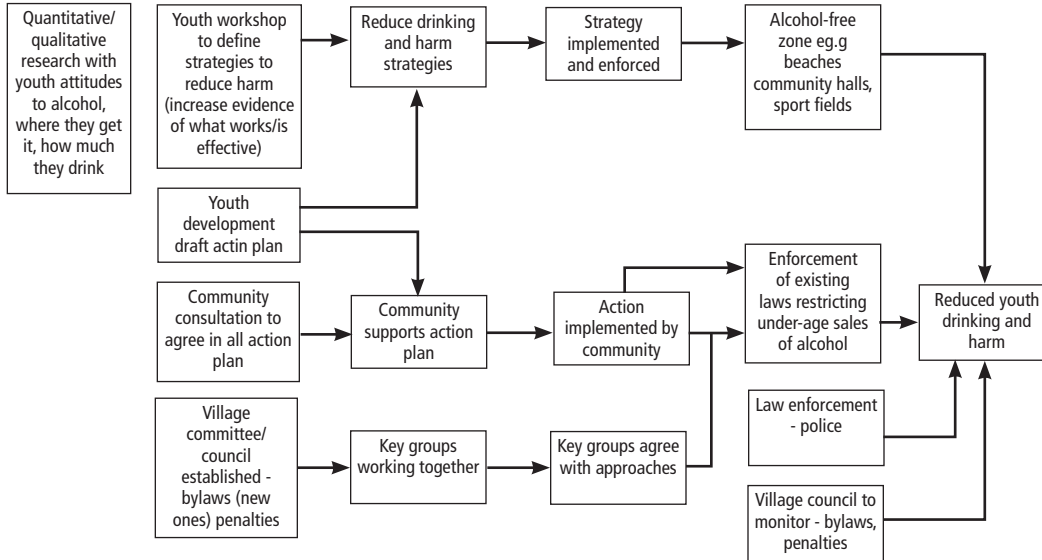 Quantitative/
qualitative
research with
youth attitudes
to alcohol,
where they get
it, how much
they drink
Youth workshop
to define
strategies to
reduce harm
(increase evidence
of what works/is
effective)
Reduce drinking
and harm
strategies
Strategy
implemented
and enforced
Alcohol-free
zone eg.g
beaches
community halls,
sport fields
Youth
development
draft actin plan
Community
consultation to
agree in all action
plan
Community
supports action
plan
Action
implemented by
community
Enforcement
of existing
laws restricting
under-age sales
of alcohol
Reduced youth
drinking and
harm
Village
committee/
council
established -
bylaws (new
ones) penalties
Key groups
working together
Key groups agree
with approaches
Law enforcement
- police
Village council to
monitor - bylaws,
penalties